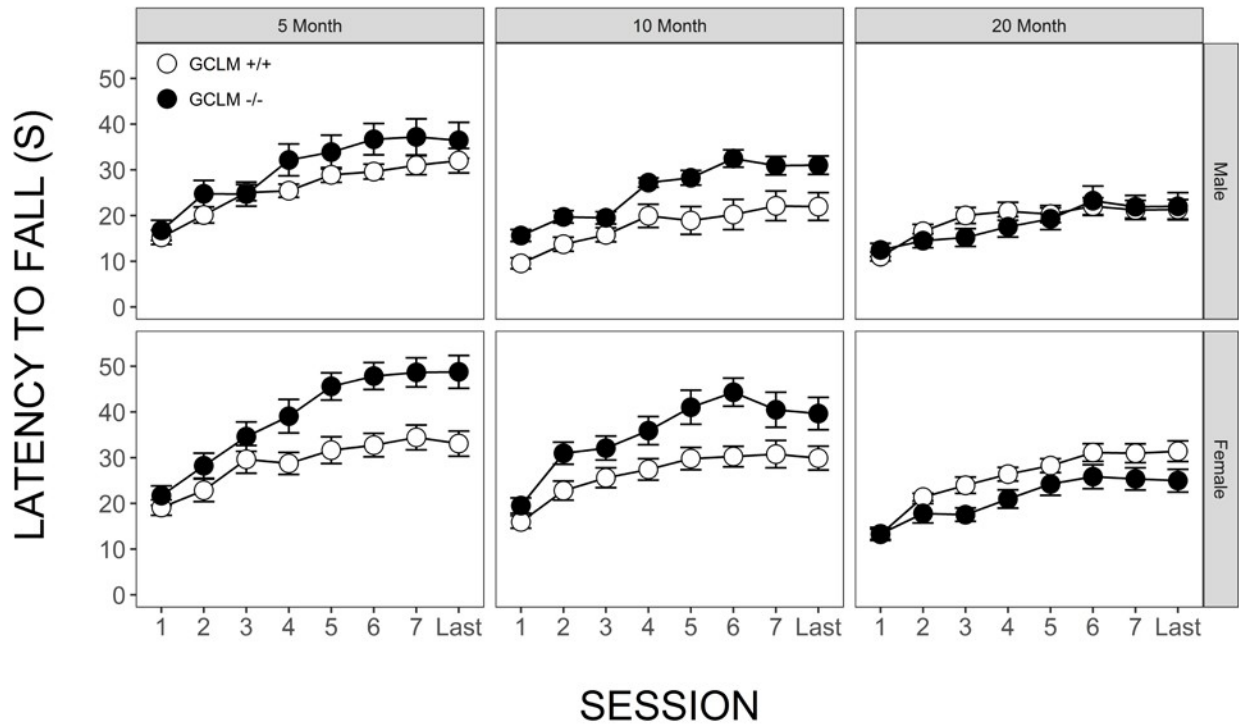 5 Month 10 Month 20 Month
GCLM +/+
GCLM -/-
50
40
30
20
10
0
Male
50
40
30
20
10
0
Female
1 2 3 4 5 6 7 Last 1 2 3 4 5 6 7 Last 1 2 3 4 5 6 7 Last
LATENCY TO FALL (S)
SESSION